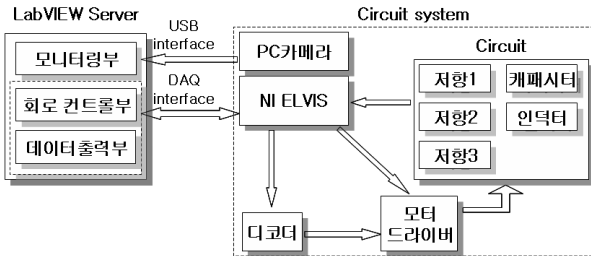 LabVIEW Server
USB
interface
Circuit system
모니터링부
회로 컨트롤부
데이터출력부
DAQ
interface
PC카메라
NI ELVIS
Circuit
저항1
캐패시터
저항2
인덕터
저항3
디코더
모터
드라이버